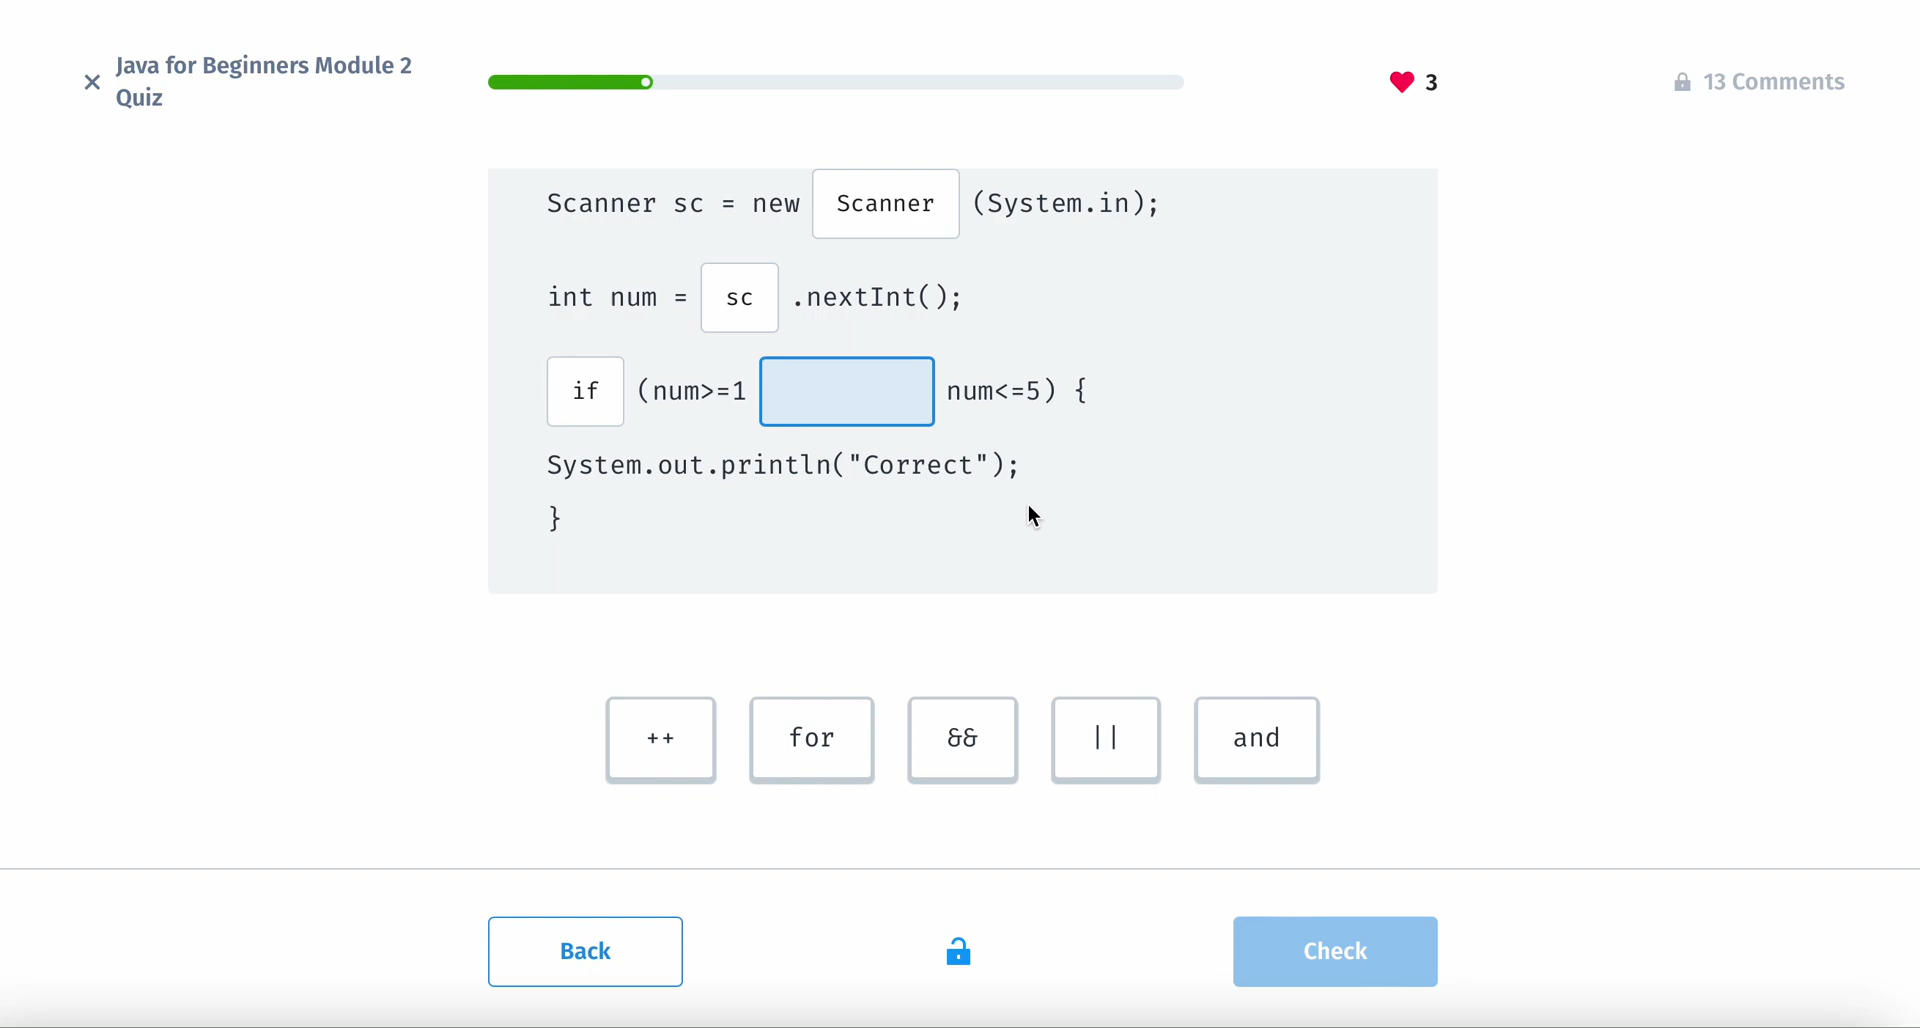 Java for Beginners Module 2
Quiz
3
13 Comments
Scanner sc = new Scanner (System.in);
int num = sc .nextInt();
if (num>=1 num<=5) {
System.out.println("Correct");
}
++ for && || and
Back
Check